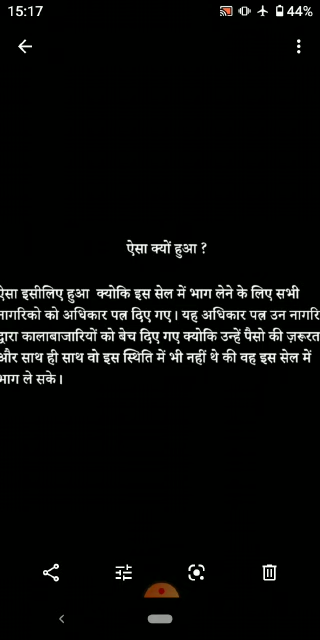 15:17
44%
ऐसा क्यों हुआ ?
ऐसा इसीलिए हुआ क्योकि इस सेल में भाग लेने के लिए सभी
नागरिको को अधिकार पत्र दिए गए। यह अधिकार पत्र उन नागरि
द्वारा कालाबाजारियों को बेच दिए गए क्योकि उन्हें पैसो की ज़रूरत
और साथ ही साथ वो इस स्थिति में भी नहीं थे की वह इस सेल में
भाग ले सके।